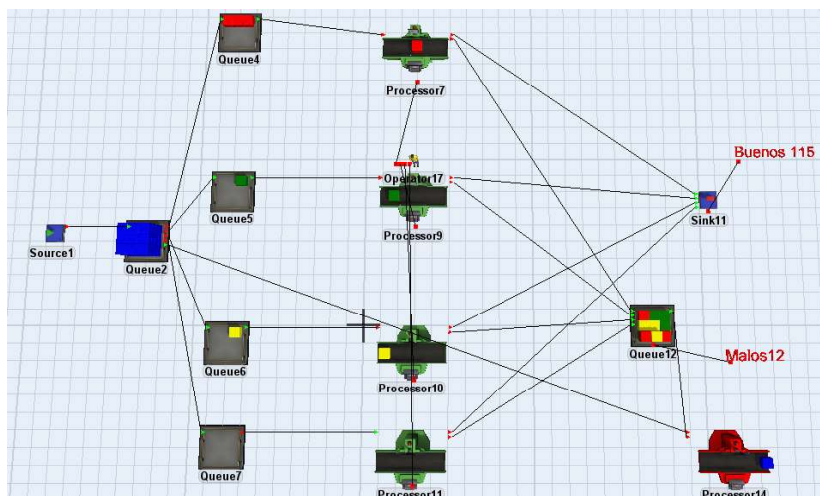 Queue4
Processor7
Buenos 115
Queue5
Operator17
Processor9
Sink11
Source1
Queue2
Queue6
Processor10
Queue12
Malos12
Queue7
Processor11
Processor14